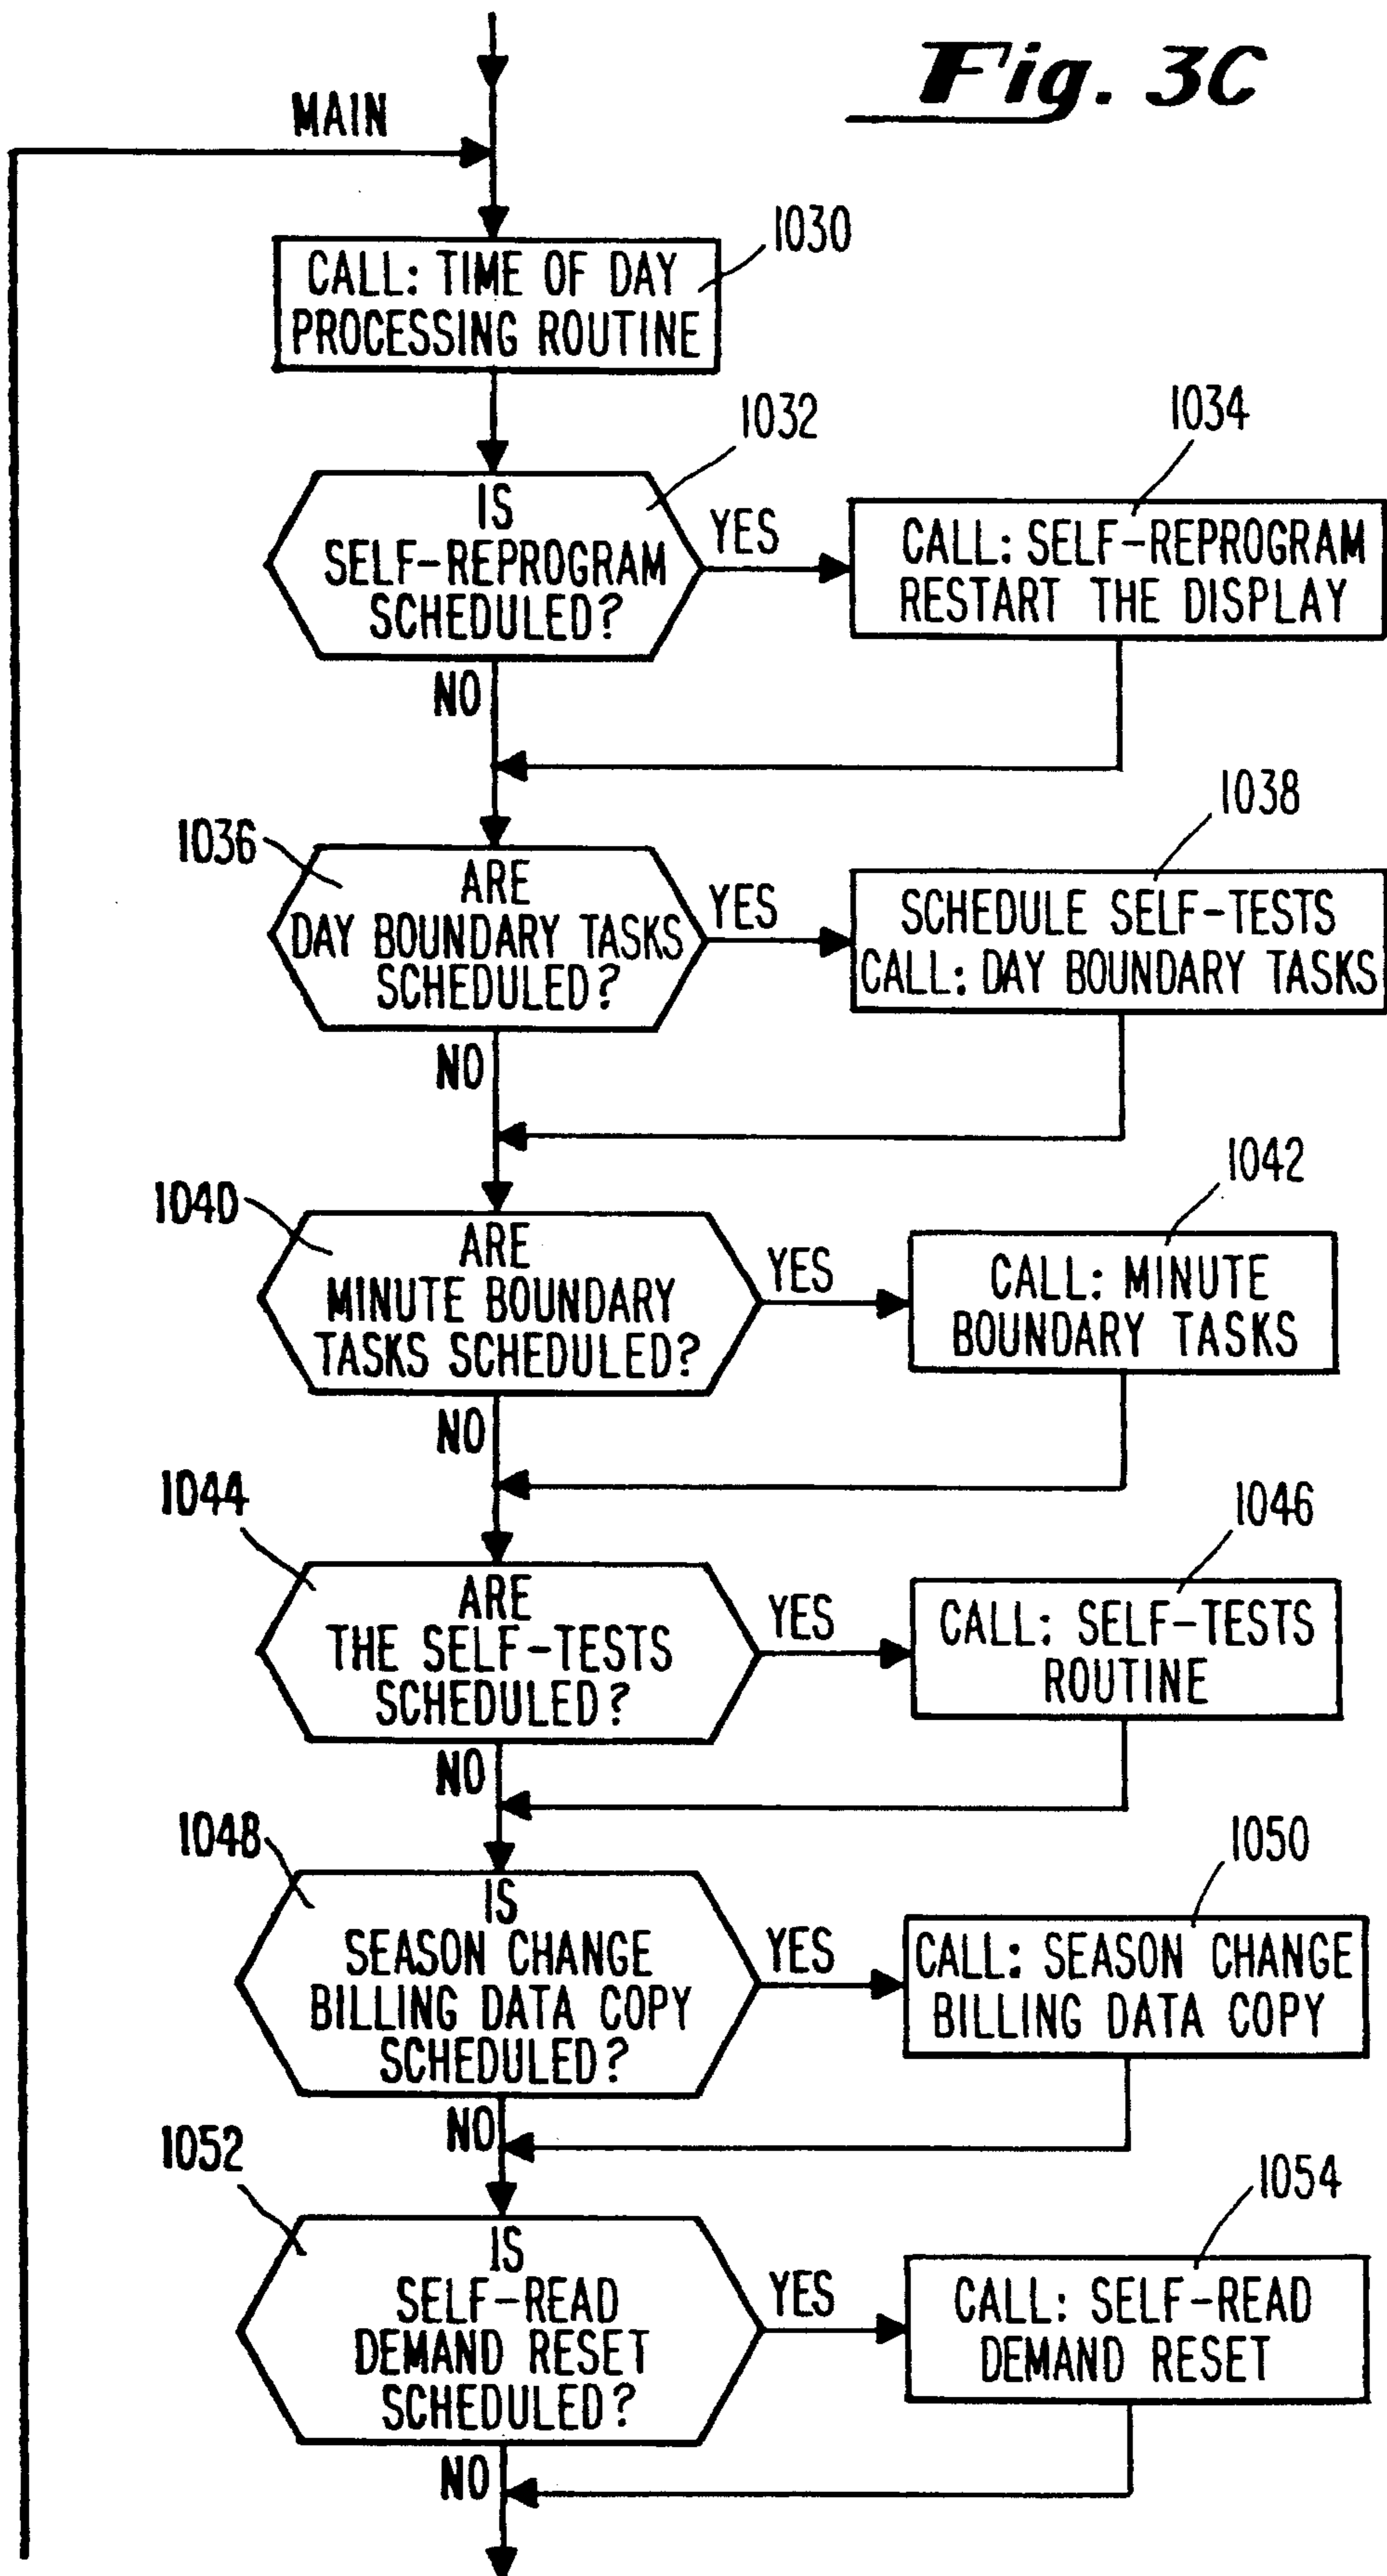 Fig. 3C
MAIN
1030
CALL: TIME OF DAY
PROCESSING ROUTINE
1032
IS
SELF-REPROGRAM
SCHEDULED?
YES
NO
1034
CALL: SELF-REPROGRAM
RESTART THE DISPLAY
1036
ARE
DAY BOUNDARY TASKS
SCHEDULED?
YES
NO
1038
SCHEDULE SELF-TESTS
CALL: DAY BOUNDARY TASKS
1040
ARE
MINUTE BOUNDARY
TASKS SCHEDULED?
YES
NO
1042
CALL: MINUTE
BOUNDARY TASKS
1044
ARE
THE SELF-TESTS
SCHEDULED?
YES
NO
1046
CALL: SELF-TESTS
ROUTINE
1048
IS
SEASON CHANGE
BILLING DATA COPY
SCHEDULED?
YES
NO
1050
CALL: SEASON CHANGE
BILLING DATA COPY
1052
IS
SELF-READ
DEMAND RESET
SCHEDULED?
YES
NO
1054
CALL: SELF-READ
DEMAND RESET